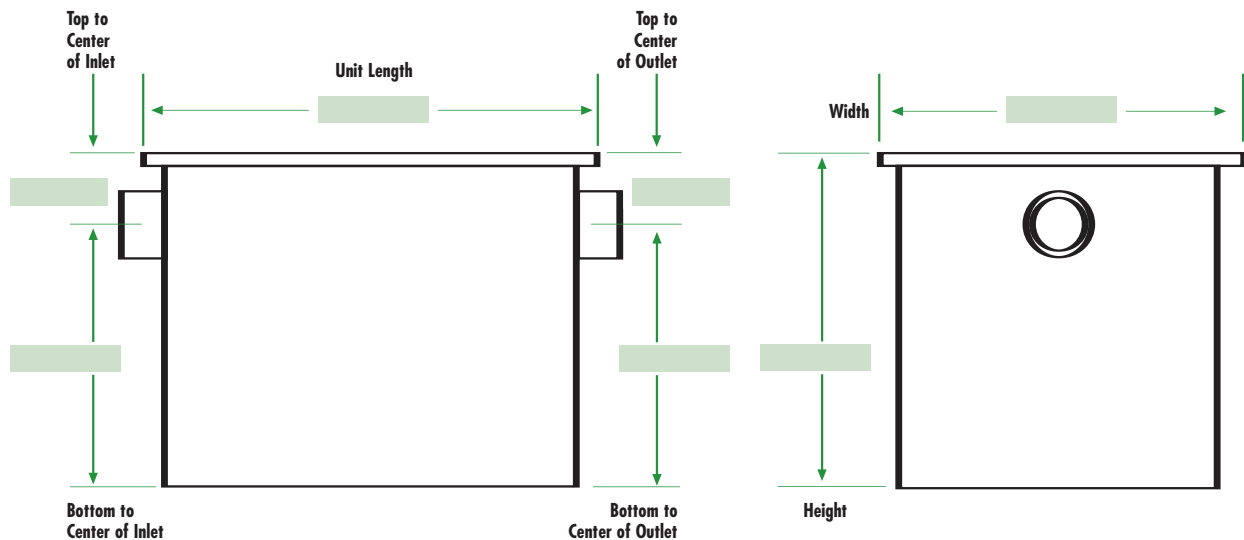 Top to
Center
of Inlet
Unit Length
Top to
Center
of Outlet
Width
Bottom to
Center of Inlet
Bottom to
Center of Outlet
Height